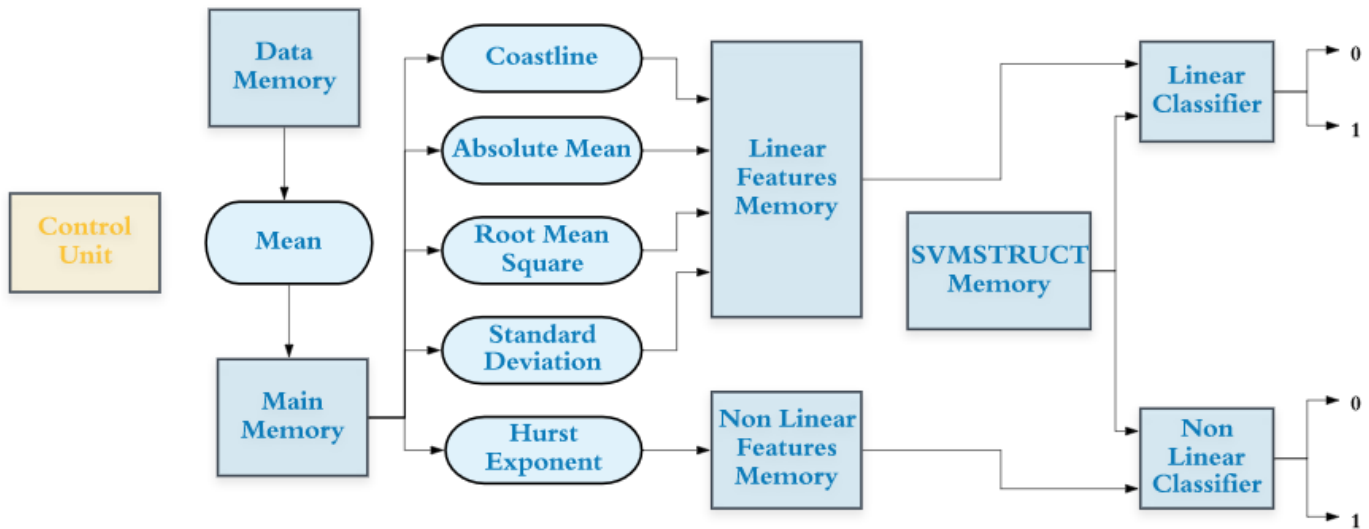 Data
Memory
Mean
Main
Memory
Control
Unit
Coastline
Absolute Mean
Root Mean
Square
Standard
Deviation
Hurst
Exponent
Linear
Features
Memory
Non Linear
Features
Memory
SVMSTRUCT
Memory
Linear
Classifier
0
1
Non
Linear
Classifier
0
1